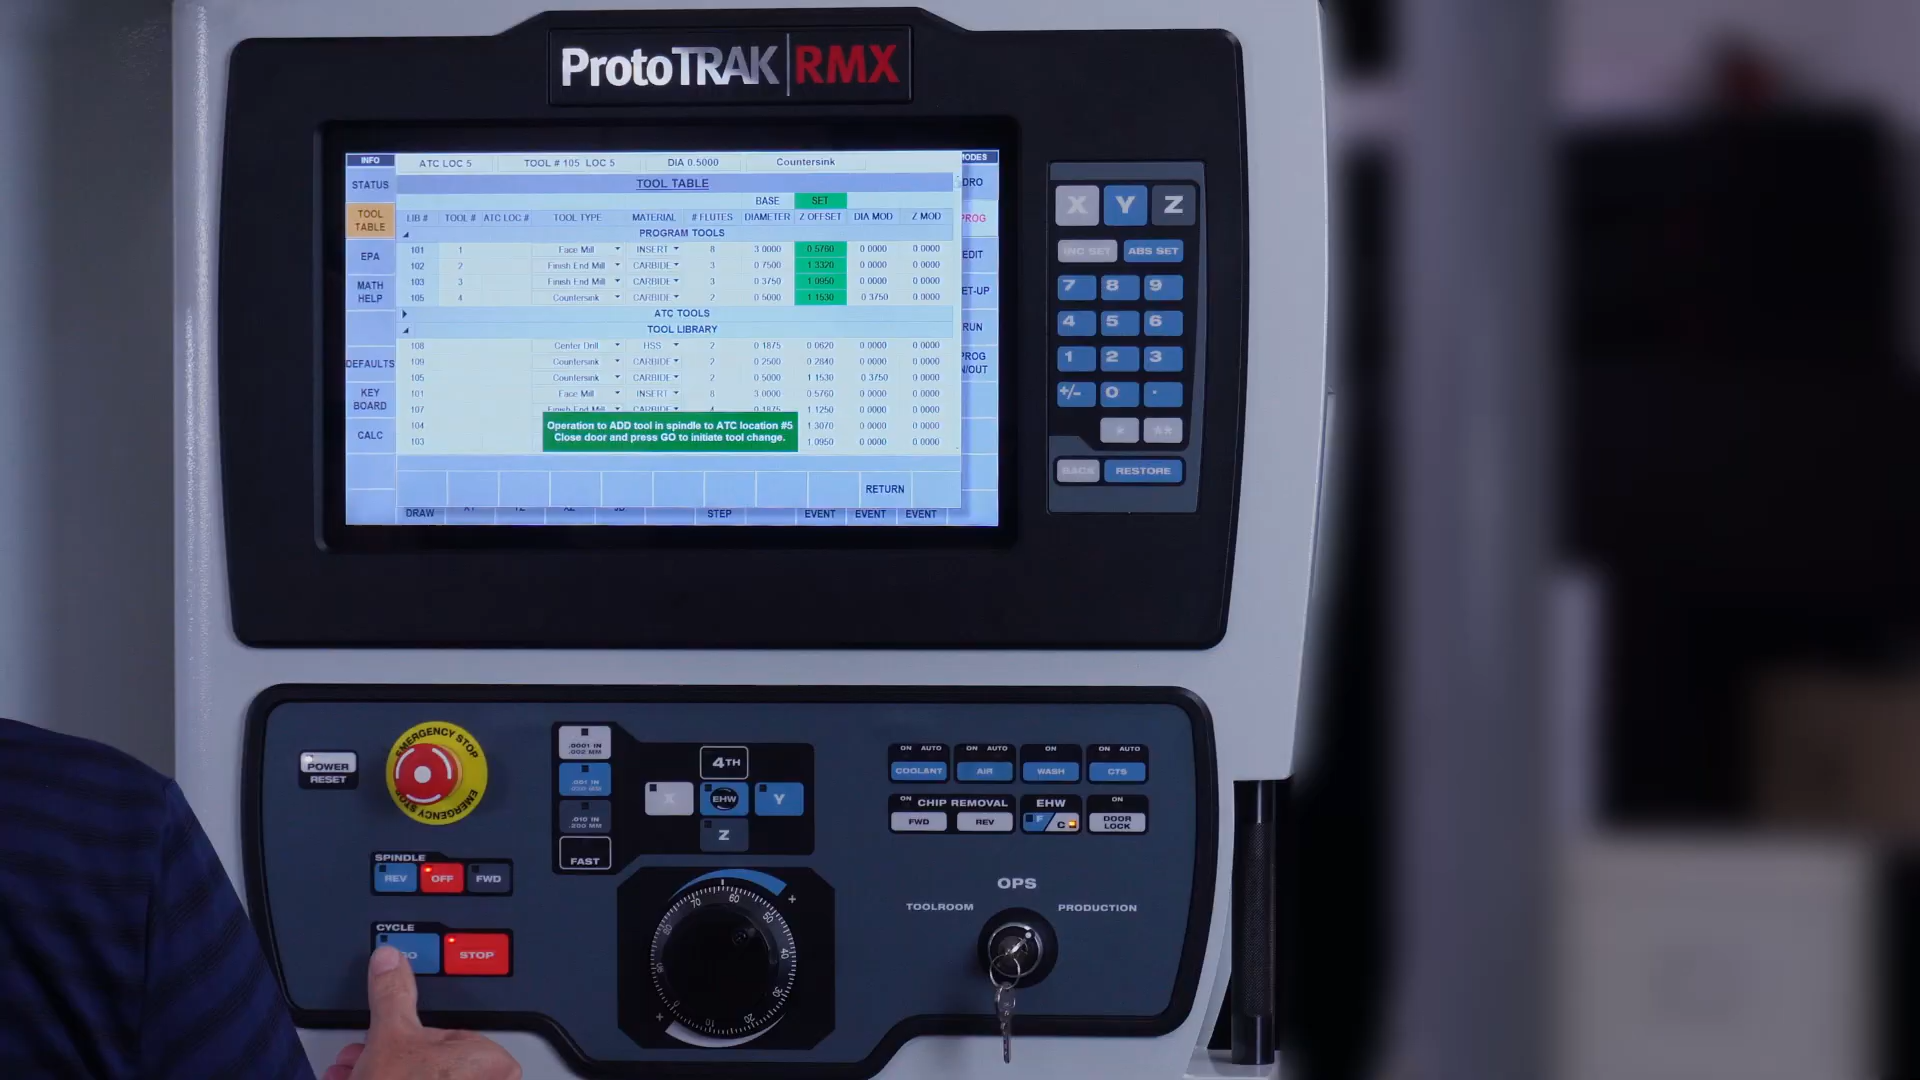 ProtoTRAK RMX
INFO
ATC LOC 5 TOOL # 105 LOC 5 DIA 0.5000 Countersink
MODES
STATUS
TOOL TABLE
DRO
TOOL
TABLE
BASE SET
LIB # TOOL # ATC LOC # TOOL TYPE MATERIAL # FLUTES DIAMETER Z OFFSET DIA MOD Z MOD
PROG
PROGRAM TOOLS
101 1 Face Mill INSERT 8 3.0000 0.5760 0.0000 0.0000
102 2 Finish End Mill CARBIDE 3 0.7500 1.3320 0.0000 0.0000
103 3 Finish End Mill CARBIDE 3 0.3750 1.0950 0.0000 0.0000
105 4 Countersink CARBIDE 2 0.5000 1.1530 0.3750 0.0000
EPA
EDIT
MATH
HELP
ET-UP
ATC TOOLS
TOOL LIBRARY
RUN
108 Center Drill HSS 2 0.1875 0.0620 0.0000 0.0000
109 Countersink CARBIDE 2 0.2500 0.2840 0.0000 0.0000
105 Countersink CARBIDE 2 0.5000 1.1530 0.3750 0.0000
101 Face Mill INSERT 8 3.0000 0.5760 0.0000 0.0000
107 Finish End Mill CARBIDE 4 0.1875 1.1250 0.0000 0.0000
104 1.3070 0.0000 0.0000
103 1.0950 0.0000 0.0000
PROG
N/OUT
DEFAULTS
KEY
BOARD
CALC
Operation to ADD tool in spindle to ATC location #5
Close door and press GO to initiate tool change.
RETURN
DRAW STEP EVENT EVENT EVENT
X Y Z
INC SET ABS SET
7 8 9
4 5 6
1 2 3
+/- 0 .
* **
BACK RESTORE
POWER
RESET
EMERGENCY STOP
EMERGENCY STOP
.0001 IN
.002 MM
.001 IN
.020 MM
.010 IN
.200 MM
FAST
4TH
X EHW Y
Z
ON AUTO ON AUTO ON ON AUTO
COOLANT AIR WASH CTS
ON CHIP REMOVAL EHW ON
FWD REV F C DOOR
LOCK
SPINDLE
REV OFF FWD
CYCLE
GO STOP
0 10 20 30 40 50 60 70 80 90
OPS
TOOLROOM PRODUCTION